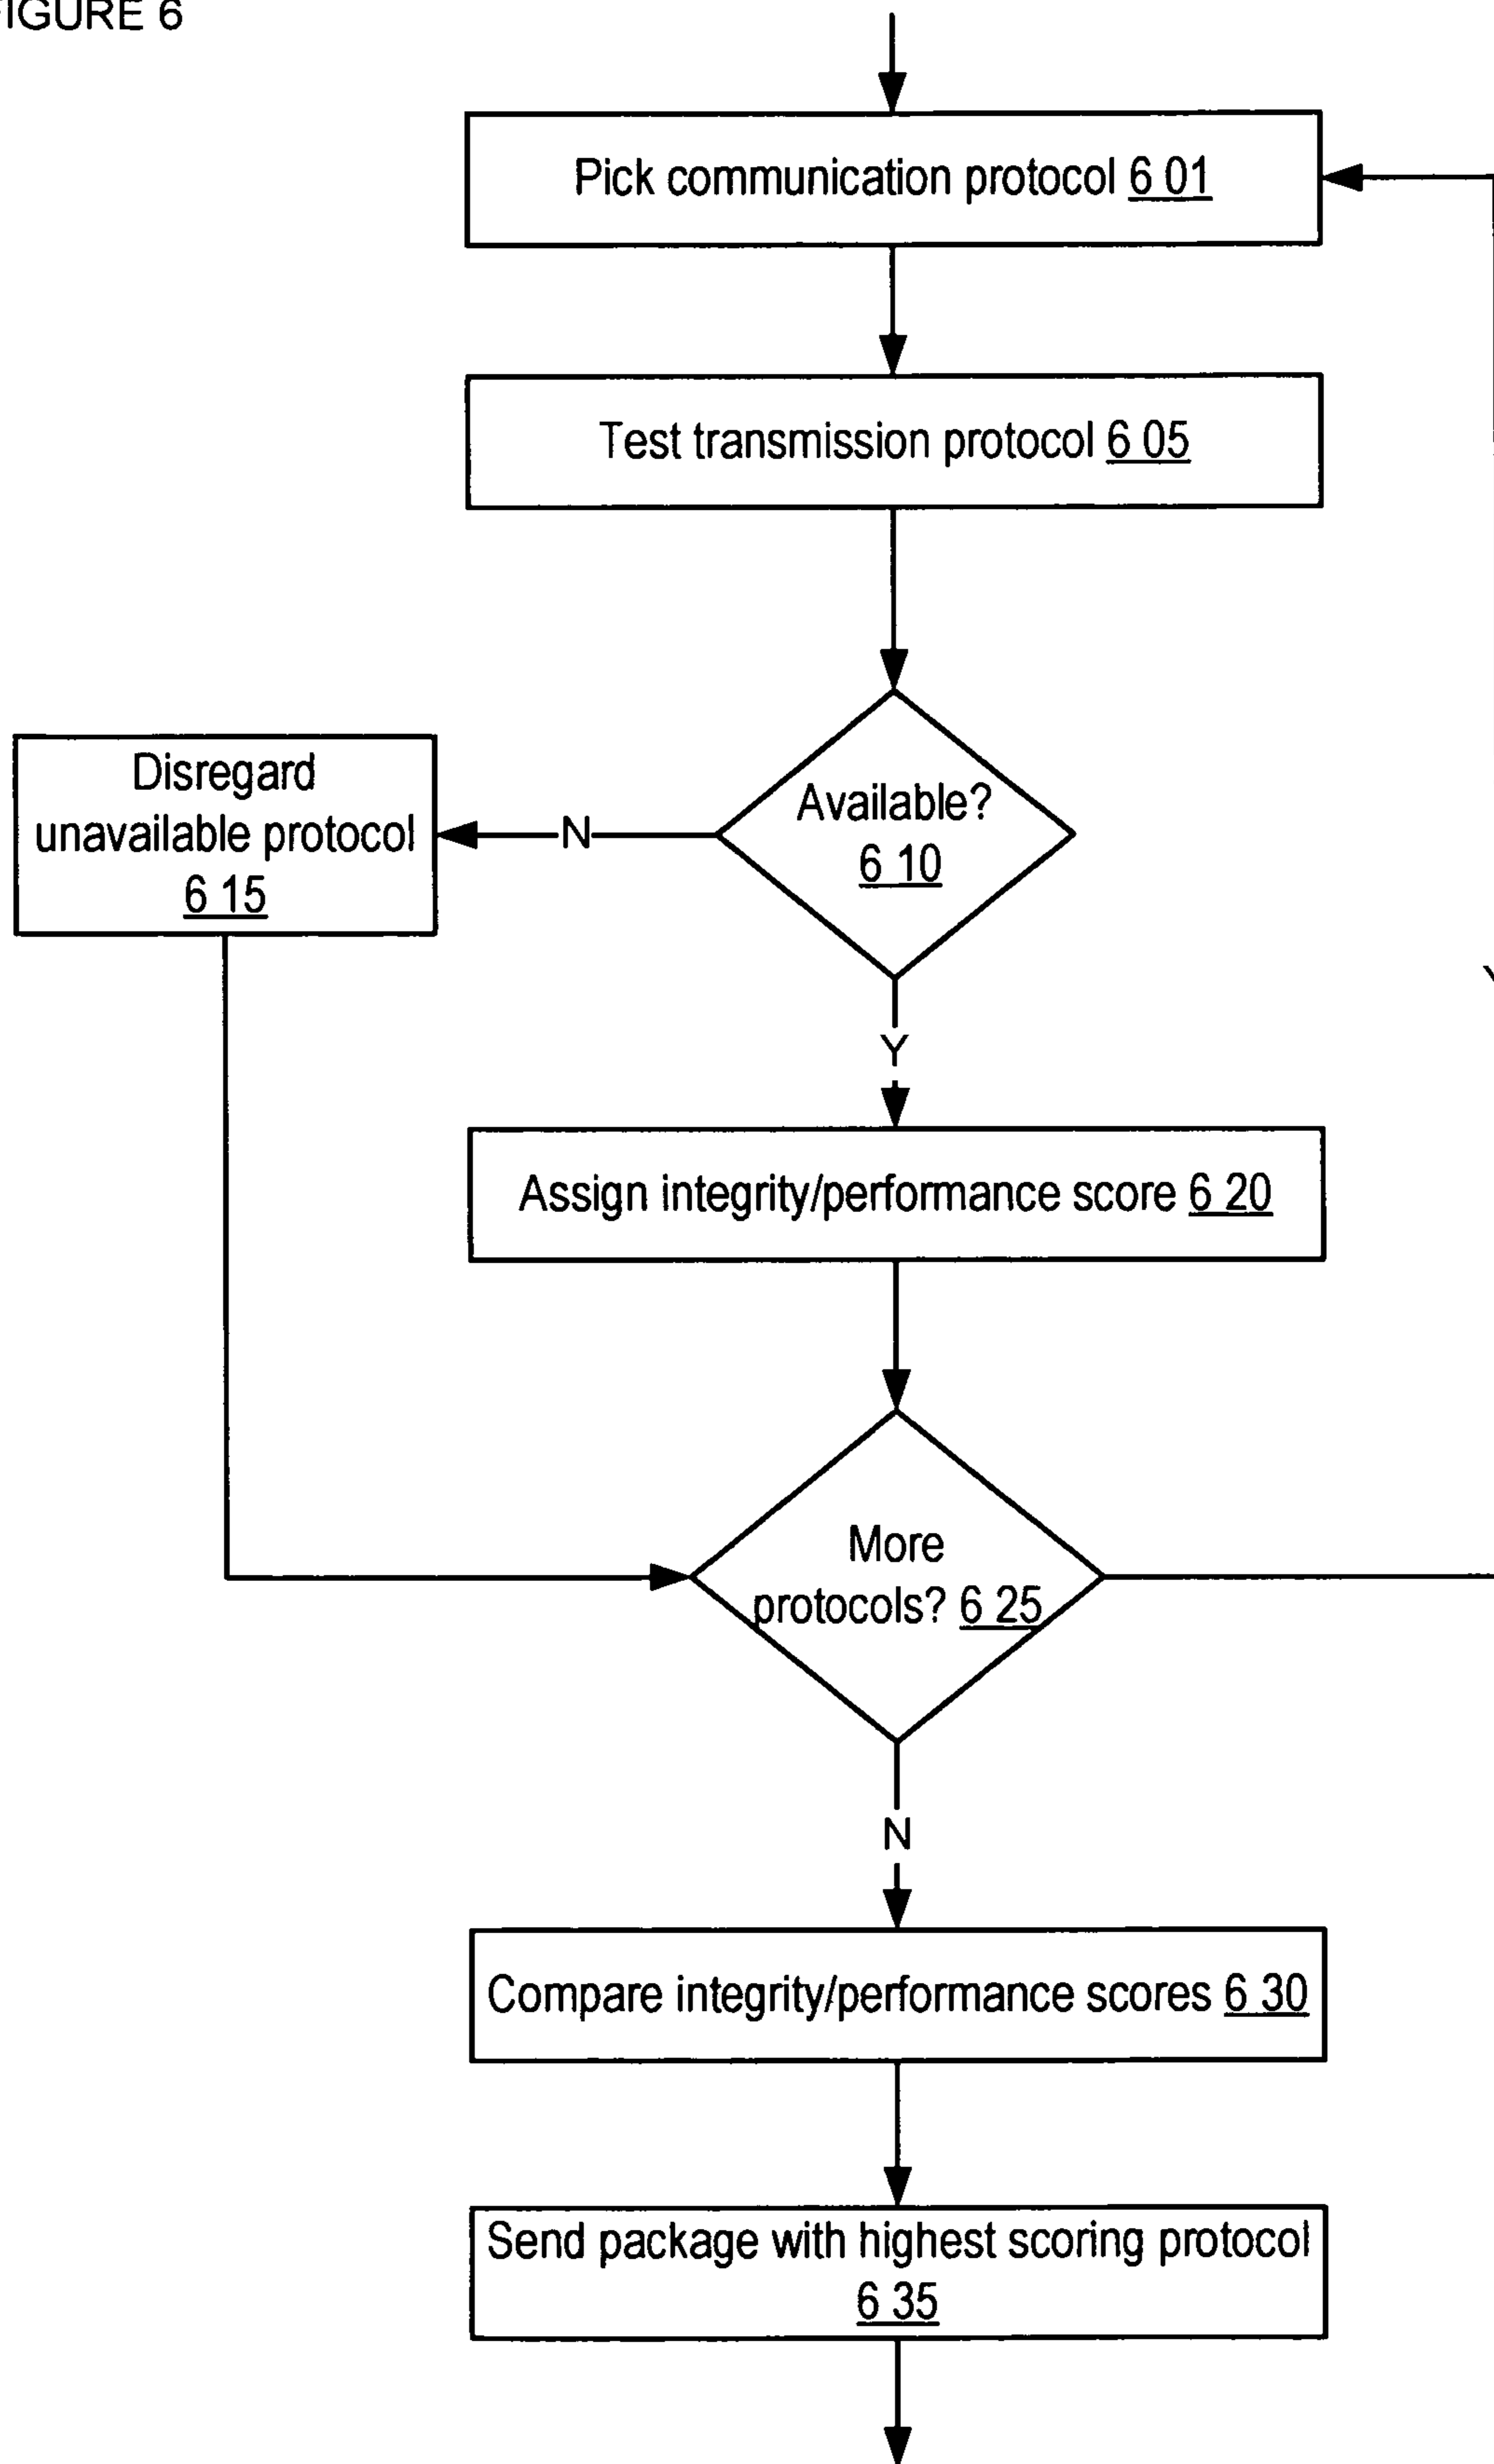 FIGURE 6
Pick communication protocol 6 01
Test transmission protocol 6 05
Available?
6 10
N
Disregard
unavailable protocol
6 15
Y
Y
Assign integrity/performance score 6 20
More
protocols? 6 25
N
Compare integrity/performance scores 6 30
Send package with highest scoring protocol
6 35